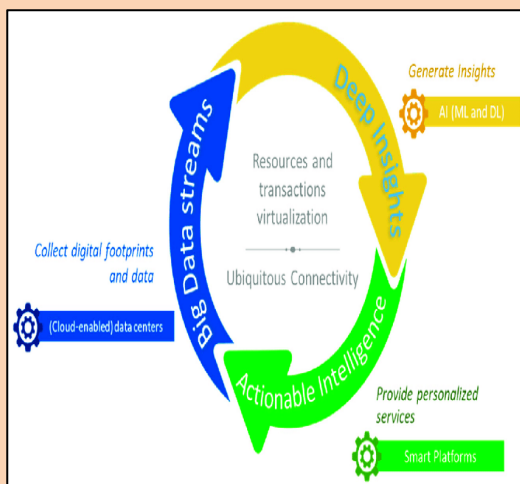 Generate Insights
AI (ML and DL)
Deep Insights
Resources and
transactions
virtualization
Ubiquitous Connectivity
Big Data streams
Collect digital footprints
and data
(Cloud-enabled) data centers
Actionable Intelligence
Provide personalized
services
Smart Platforms